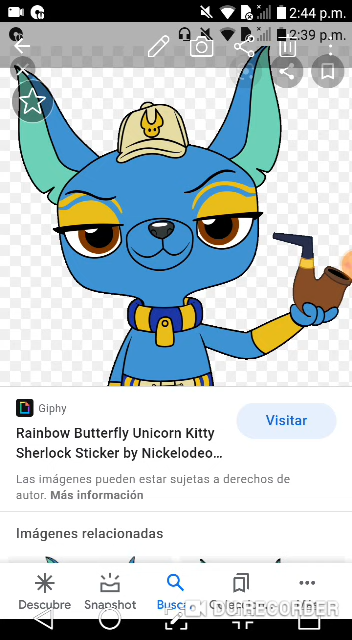 2:44 p.m.
2:39 p.m.
Giphy
Rainbow Butterfly Unicorn Kitty
Sherlock Sticker by Nickelodeo...
Visitar
Las imágenes pueden estar sujetas a derechos de
autor. Más información
Imágenes relacionadas
Descubre Snapshot Más
DU RECORDER